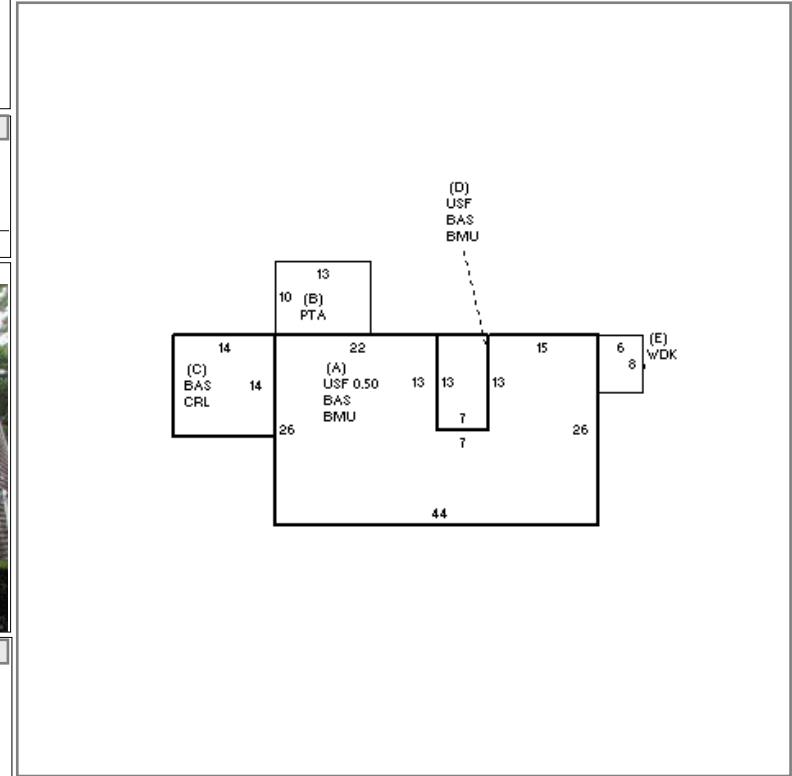 (D)
USF
BAS
BMU
13
10 (B)
PTA
14
22
15
6
(E)
WDK
8
(C)
BAS
CRL
14
(A)
USF 0.50
BAS
BMU
13
13
13
7
7
26
26
44